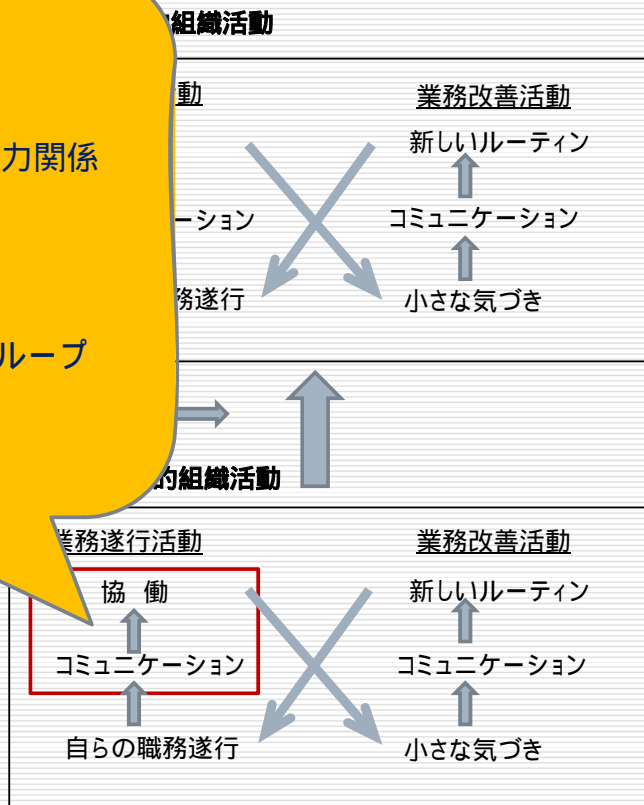 組織活動
動
業務改善活動
新しいルーティン
力関係
ーション
コミュニケーション
務遂行
小さな気づき
ループ
的組織活動
業務遂行活動
業務改善活動
協 働
新しいルーティン
コミュニケーション
コミュニケーション
自らの職務遂行
小さな気づき